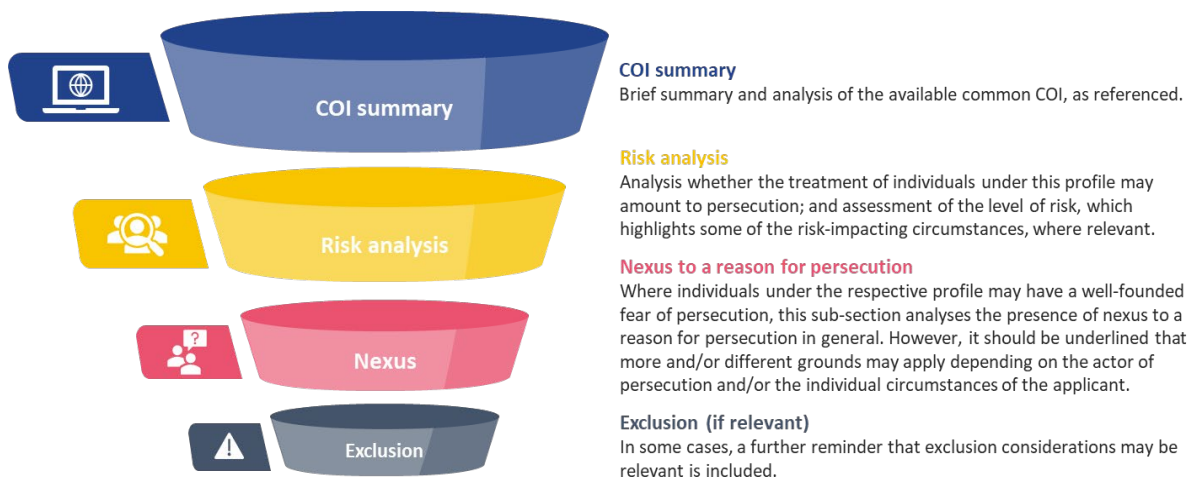 COI summary
COI summary
Brief summary and analysis of the available common COI, as referenced.
Risk analysis
Risk analysis
Analysis whether the treatment of individuals under this profile may
amount to persecution; and assessment of the level of risk, which
highlights some of the risk-impacting circumstances, where relevant.
?
Nexus
Nexus to a reason for persecution
Where individuals under the respective profile may have a well-founded
fear of persecution, this sub-section analyses the presence of nexus to a
reason for persecution in general. However, it should be underlined that
more and/or different grounds may apply depending on the actor of
persecution and/or the individual circumstances of the applicant.
Exclusion
Exclusion (if relevant)
In some cases, a further reminder that exclusion considerations may be
relevant is included.